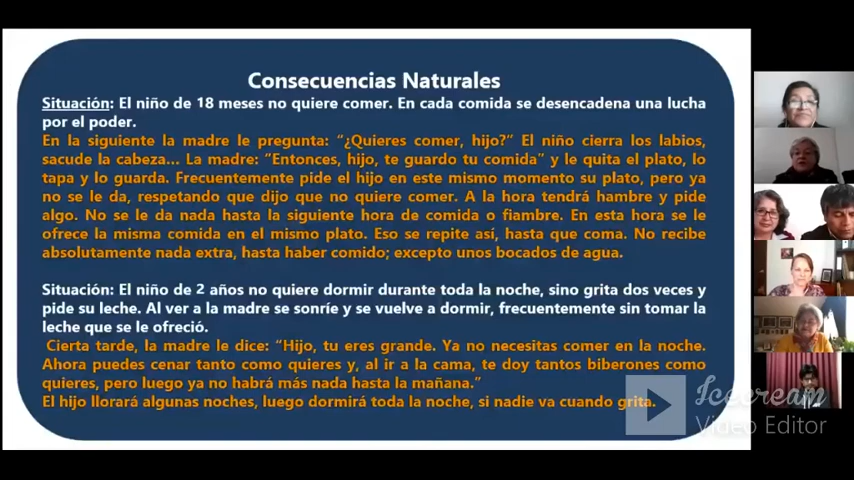 Consecuencias Naturales
Situación: El niño de 18 meses no quiere comer. En cada comida se desencadena una lucha
por el poder.
En la siguiente la madre le pregunta: “¿Quieres comer, hijo?“ El niño cierra los labios,
sacude la cabeza... La madre: “Entonces, hijo, te guardo tu comida” y le quita el plato, lo
tapa y lo guarda. Frecuentemente pide el hijo en este mismo momento su plato, pero ya
no se le da, respetando que dijo que no quiere comer. A la hora tendrá hambre y pide
algo. No se le da nada hasta la siguiente hora de comida o fiambre. En esta hora se le
ofrece la misma comida en el mismo plato. Eso se repite así, hasta que coma. No recibe
absolutamente nada extra, hasta haber comido; excepto unos bocados de agua.
Situación: El niño de 2 años no quiere dormir durante toda la noche, sino grita dos veces y
pide su leche. Al ver a la madre se sonríe y se vuelve a dormir, frecuentemente sin tomar la
leche que se le ofreció.
Cierta tarde, la madre le dice: “Hijo, tu eres grande. Ya no necesitas comer en la noche.
Ahora puedes cenar tanto como quieres y, al ir a la cama, te doy tantos biberones como
quieres, pero luego ya no habrá más nada hasta la mañana.”
El hijo llorará algunas noches, luego dormirá toda la noche, si nadie va cuando grita.
Icecream
Video Editor